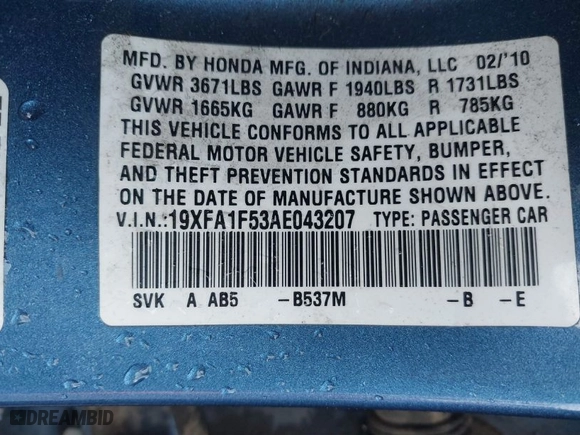 MFD. BY HONDA MFG. OF INDIANA, LLC 02/'10
GVWR 3671LBS GAWR F 1940LBS R 1731LBS
GVWR 1665KG GAWR F 880KG R 785KG
THIS VEHICLE CONFORMS TO ALL APPLICABLE
FEDERAL MOTOR VEHICLE SAFETY, BUMPER,
AND THEFT PREVENTION STANDARDS IN EFFECT
ON THE DATE OF MANUFACTURE SHOWN ABOVE.
V.I.N.:19XFA1F53AE043207 TYPE: PASSENGER CAR
SVK A AB5 -B537M -B -E
DREAMBID